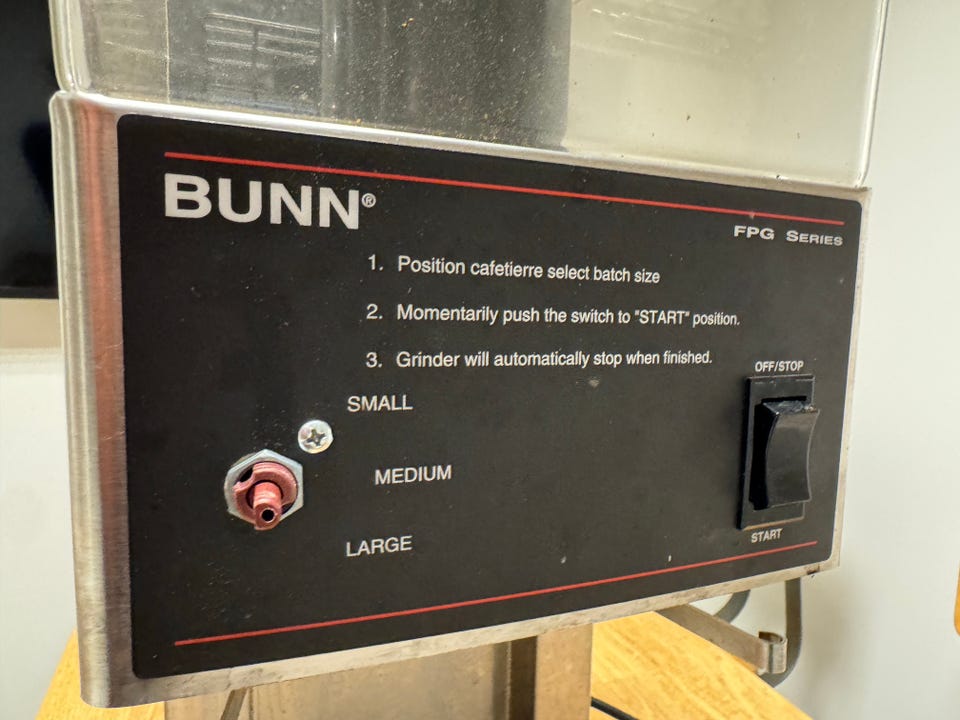 BUNN®
FPG SERIES
1. Position cafetierre select batch size
2. Momentarily push the switch to "START" position.
3. Grinder will automatically stop when finished.
OFF/STOP
SMALL
MEDIUM
LARGE
START